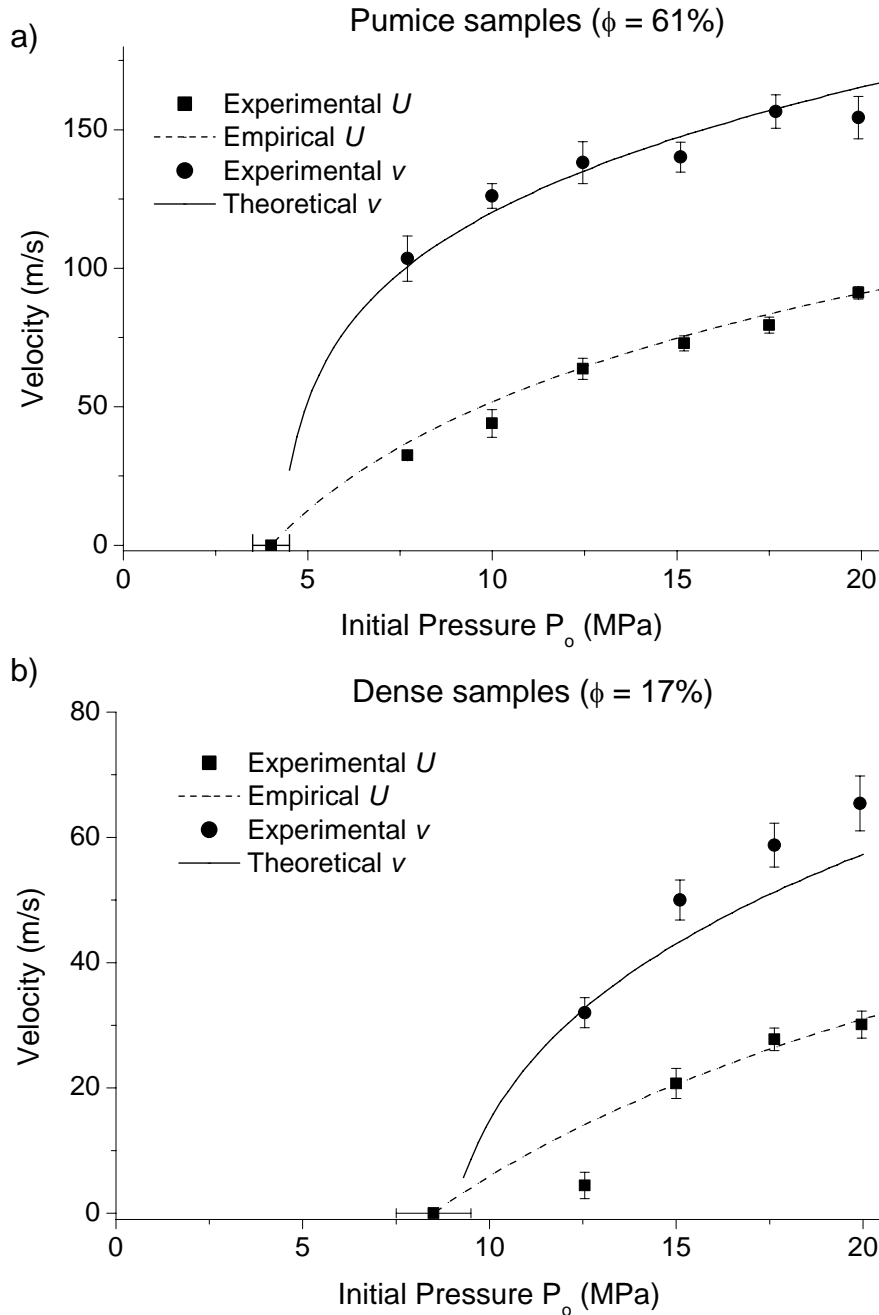 a)
Pumice samples (ϕ = 61%)
Experimental U
Empirical U
Experimental v
Theoretical v
150
100
50
0
Velocity (m/s)
0 5 10 15 20
Initial Pressure Po (MPa)
b)
Dense samples (ϕ = 17%)
80
Experimental U
Empirical U
Experimental v
Theoretical v
60
40
20
0
Velocity (m/s)
0 5 10 15 20
Initial Pressure Po (MPa)